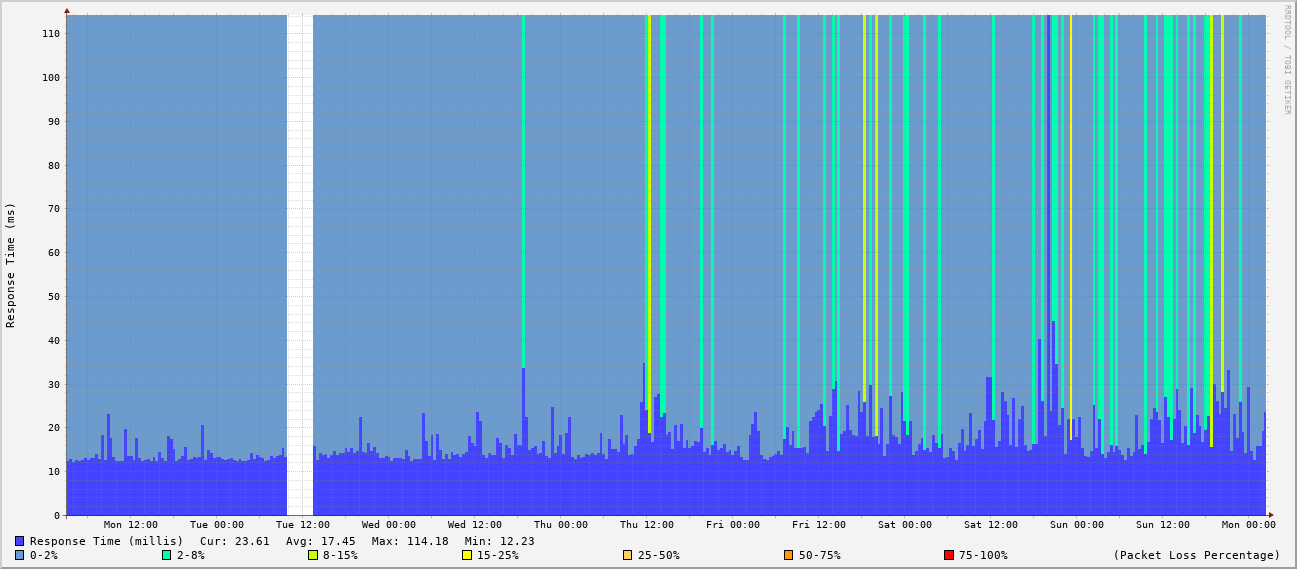 RRDTOOL / TOBI OETIKER
Response Time (ms)
110
100
90
80
70
60
50
40
30
20
10
0
Mon 12:00 Tue 00:00 Tue 12:00 Wed 00:00 Wed 12:00 Thu 00:00 Thu 12:00 Fri 00:00 Fri 12:00 Sat 00:00 Sat 12:00 Sun 00:00 Sun 12:00 Mon 00:00
Response Time (millis) Cur: 23.61 Avg: 17.45 Max: 114.18 Min: 12.23
0-2% 2-8% 8-15% 15-25% 25-50% 50-75% 75-100% (Packet Loss Percentage)